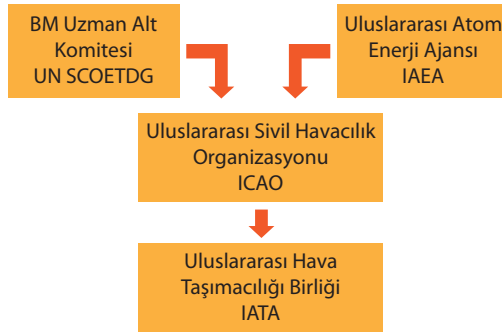 BM Uzman Alt
Komitesi
UN SCOETDG
Uluslararası Atom
Enerji Ajansı
IAEA
Uluslararası Sivil Havacılık
Organizasyonu
ICAO
Uluslararası Hava
Taşımacılığı Birliği
IATA